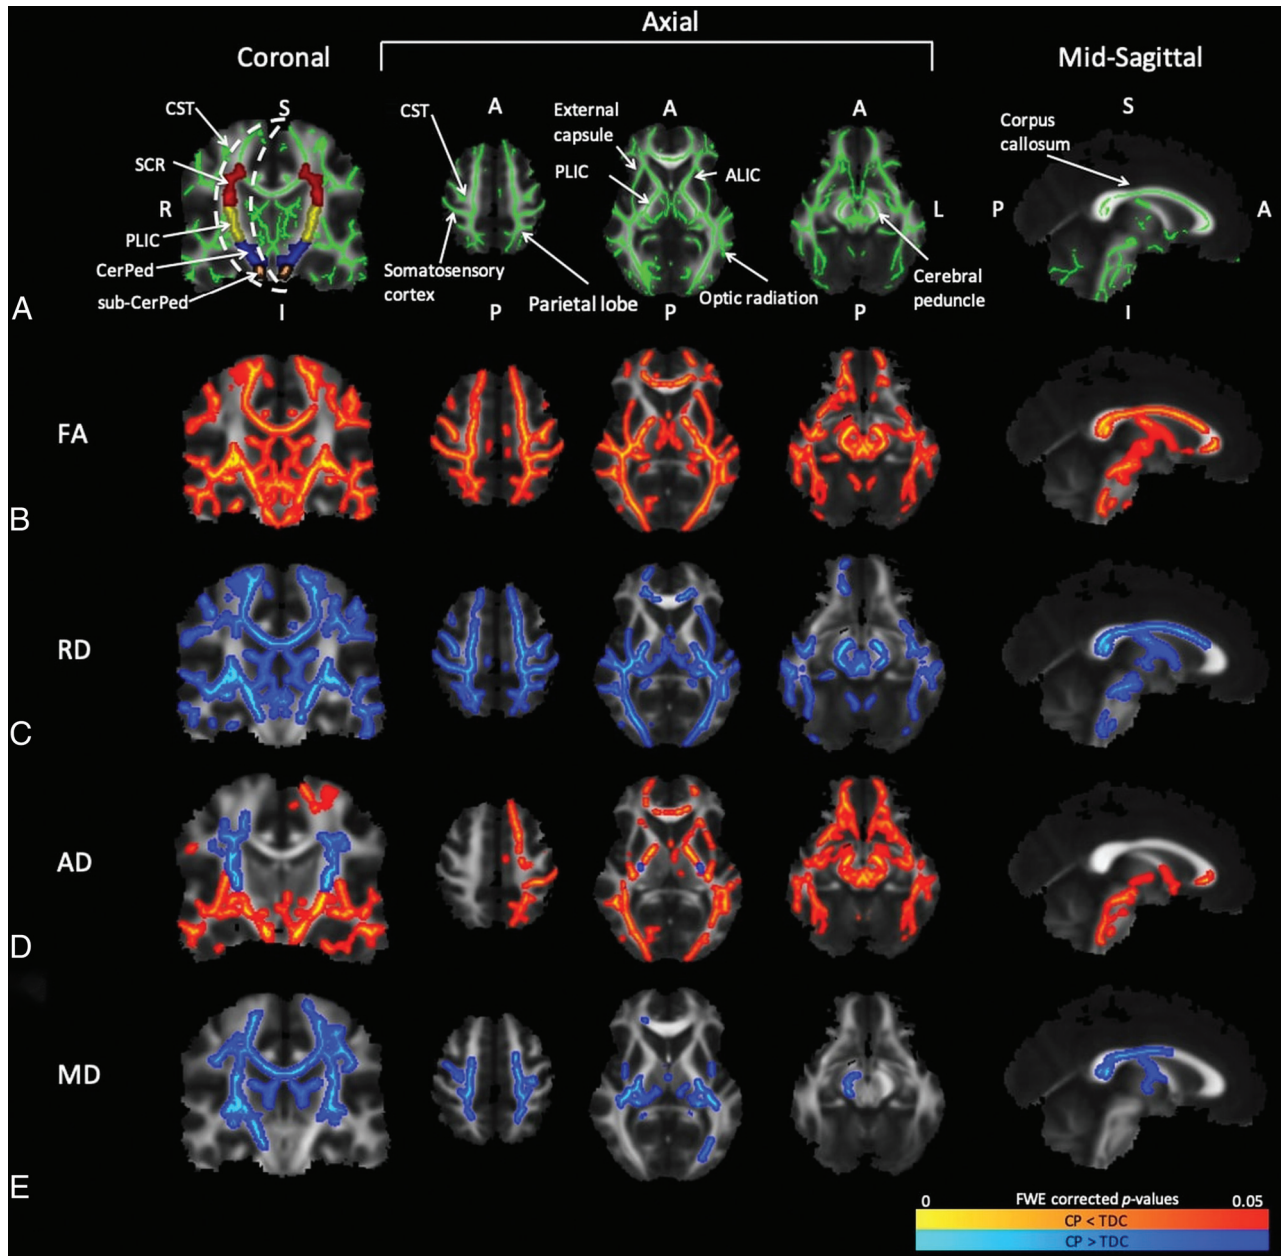 Axial
Coronal
Mid-Sagittal
CST
S
SCR
R
PLIC
CerPed
sub-CerPed
I
A
CST
A
External
capsule
A
PLIC
ALIC
A
L
Somatosensory
cortex
Parietal lobe
Optic radiation
Cerebral
peduncle
P
P
P
S
Corpus
callosum
P
A
I
FA
B
RD
C
AD
D
MD
E
0 FWE corrected p-values 0.05
CP < TDC
CP > TDC